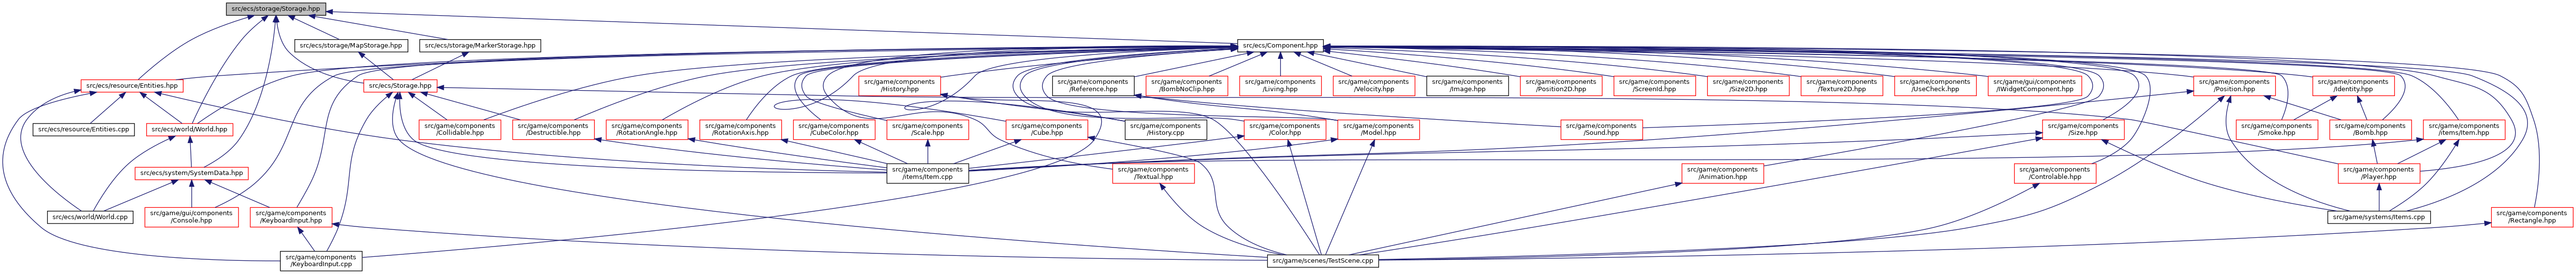 src/ecs/storage/Storage.hpp
src/ecs/storage/MapStorage.hpp
src/ecs/storage/MarkerStorage.hpp
src/ecs/Component.hpp
src/ecs/resource/Entities.hpp
src/ecs/Storage.hpp
src/game/components
/History.hpp
src/game/components
/Reference.hpp
src/game/components
/BombNoClip.hpp
src/game/components
/Living.hpp
src/game/components
/Velocity.hpp
src/game/components
/Image.hpp
src/game/components
/Position2D.hpp
src/game/components
/ScreenId.hpp
src/game/components
/Size2D.hpp
src/game/components
/Texture2D.hpp
src/game/components
/UseCheck.hpp
src/game/gui/components
/IWidgetComponent.hpp
src/game/components
/Position.hpp
src/game/components
/Identity.hpp
src/ecs/resource/Entities.cpp
src/ecs/world/World.hpp
src/game/components
/Collidable.hpp
src/game/components
/Destructible.hpp
src/game/components
/RotationAngle.hpp
src/game/components
/RotationAxis.hpp
src/game/components
/CubeColor.hpp
src/game/components
/Scale.hpp
src/game/components
/Cube.hpp
src/game/components
/History.cpp
src/game/components
/Color.hpp
src/game/components
/Model.hpp
src/game/components
/Sound.hpp
src/game/components
/Size.hpp
src/game/components
/Smoke.hpp
src/game/components
/Bomb.hpp
src/game/components
/items/Item.hpp
src/ecs/system/SystemData.hpp
src/game/components
/items/Item.cpp
src/game/components
/Textual.hpp
src/game/components
/Animation.hpp
src/game/components
/Controlable.hpp
src/game/components
/Player.hpp
src/ecs/world/World.cpp
src/game/gui/components
/Console.hpp
src/game/components
/KeyboardInput.hpp
src/game/systems/Items.cpp
src/game/components
/Rectangle.hpp
src/game/components
/KeyboardInput.cpp
src/game/scenes/TestScene.cpp